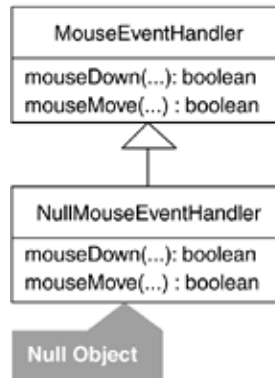 MouseEventHandler
mouseDown(...): boolean
mouseMove(...) : boolean
NullMouseEventHandler
mouseDown(...): boolean
mouseMove(...) : boolean
Null Object